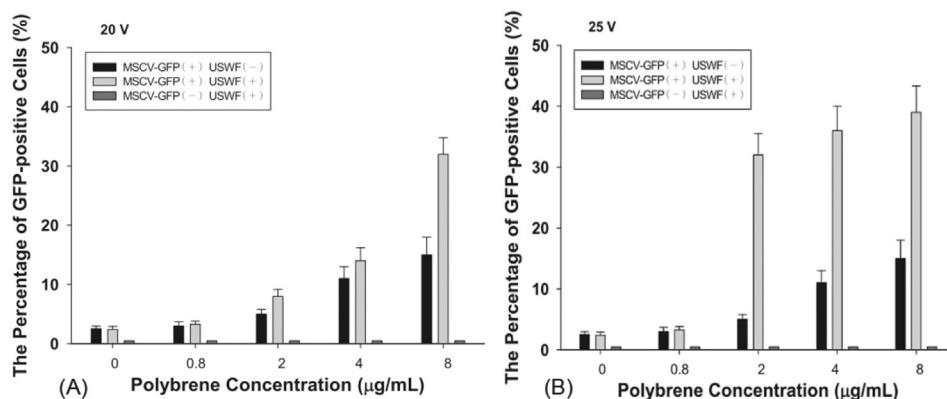 20 V
MSCV-GFP(+) USWF(−)
MSCV-GFP(+) USWF(+)
MSCV-GFP(−) USWF(+)
The Percentage of GFP-positive Cells (%)
50
40
30
20
10
0
0 0.8 2 4 8
Polybrene Concentration (μg/mL)
(A)
25 V
MSCV-GFP(+) USWF(−)
MSCV-GFP(+) USWF(+)
MSCV-GFP(−) USWF(+)
The Percentage of GFP-positive Cells (%)
50
40
30
20
10
0
0 0.8 2 4 8
Polybrene Concentration (μg/mL)
(B)